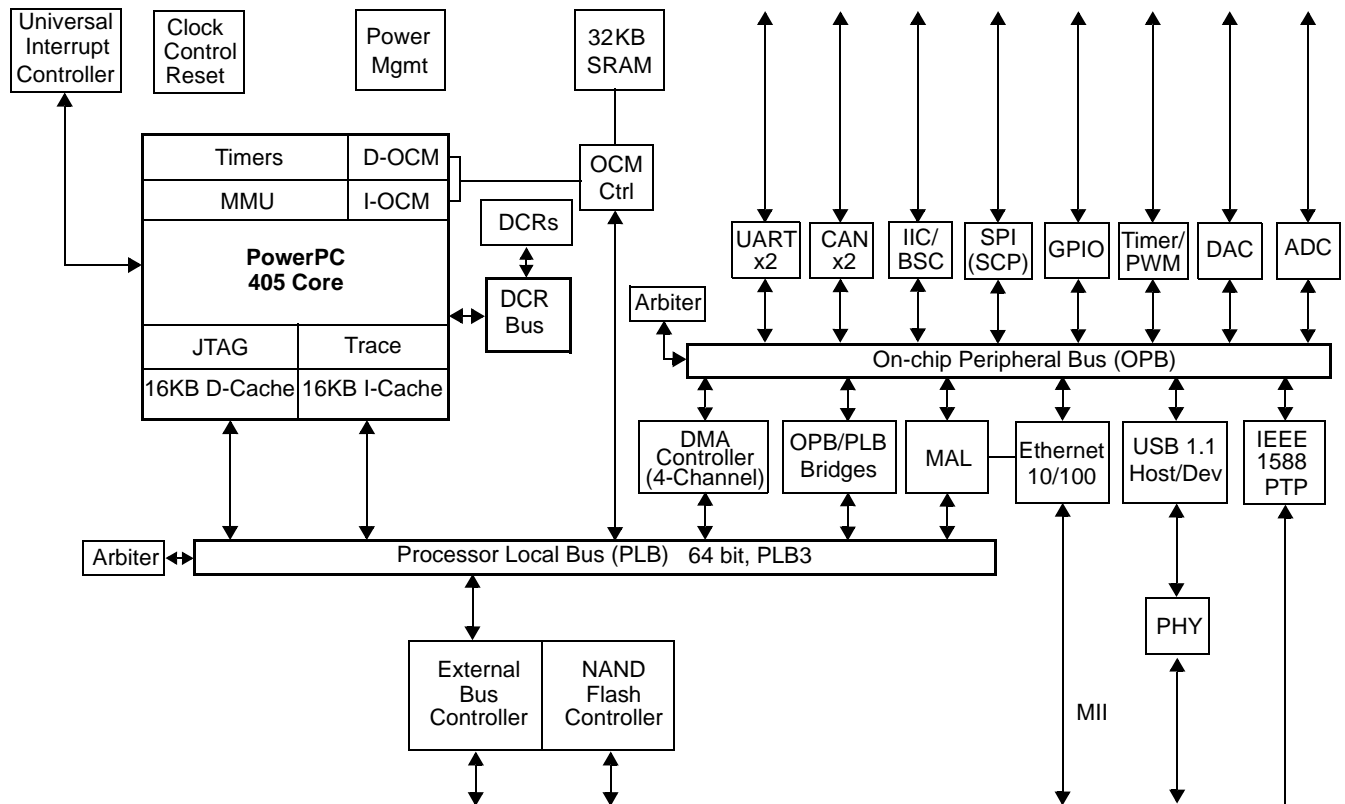 Universal
Interrupt
Controller
Clock
Control
Reset
Power
Mgmt
32KB
SRAM
Timers
D-OCM
MMU
I-OCM
OCM
Ctrl
DCRs
PowerPC
405 Core
DCR
Bus
JTAG
Trace
16KB D-Cache
16KB I-Cache
UART
x2
CAN
x2
IIC/
BSC
SPI
(SCP)
GPIO
Timer/
PWM
DAC
ADC
Arbiter
On-chip Peripheral Bus (OPB)
DMA
Controller
(4-Channel)
OPB/PLB
Bridges
MAL
Ethernet
10/100
USB 1.1
Host/Dev
IEEE
1588
PTP
Arbiter
Processor Local Bus (PLB) 64 bit, PLB3
PHY
External
Bus
Controller
NAND
Flash
Controller
MII